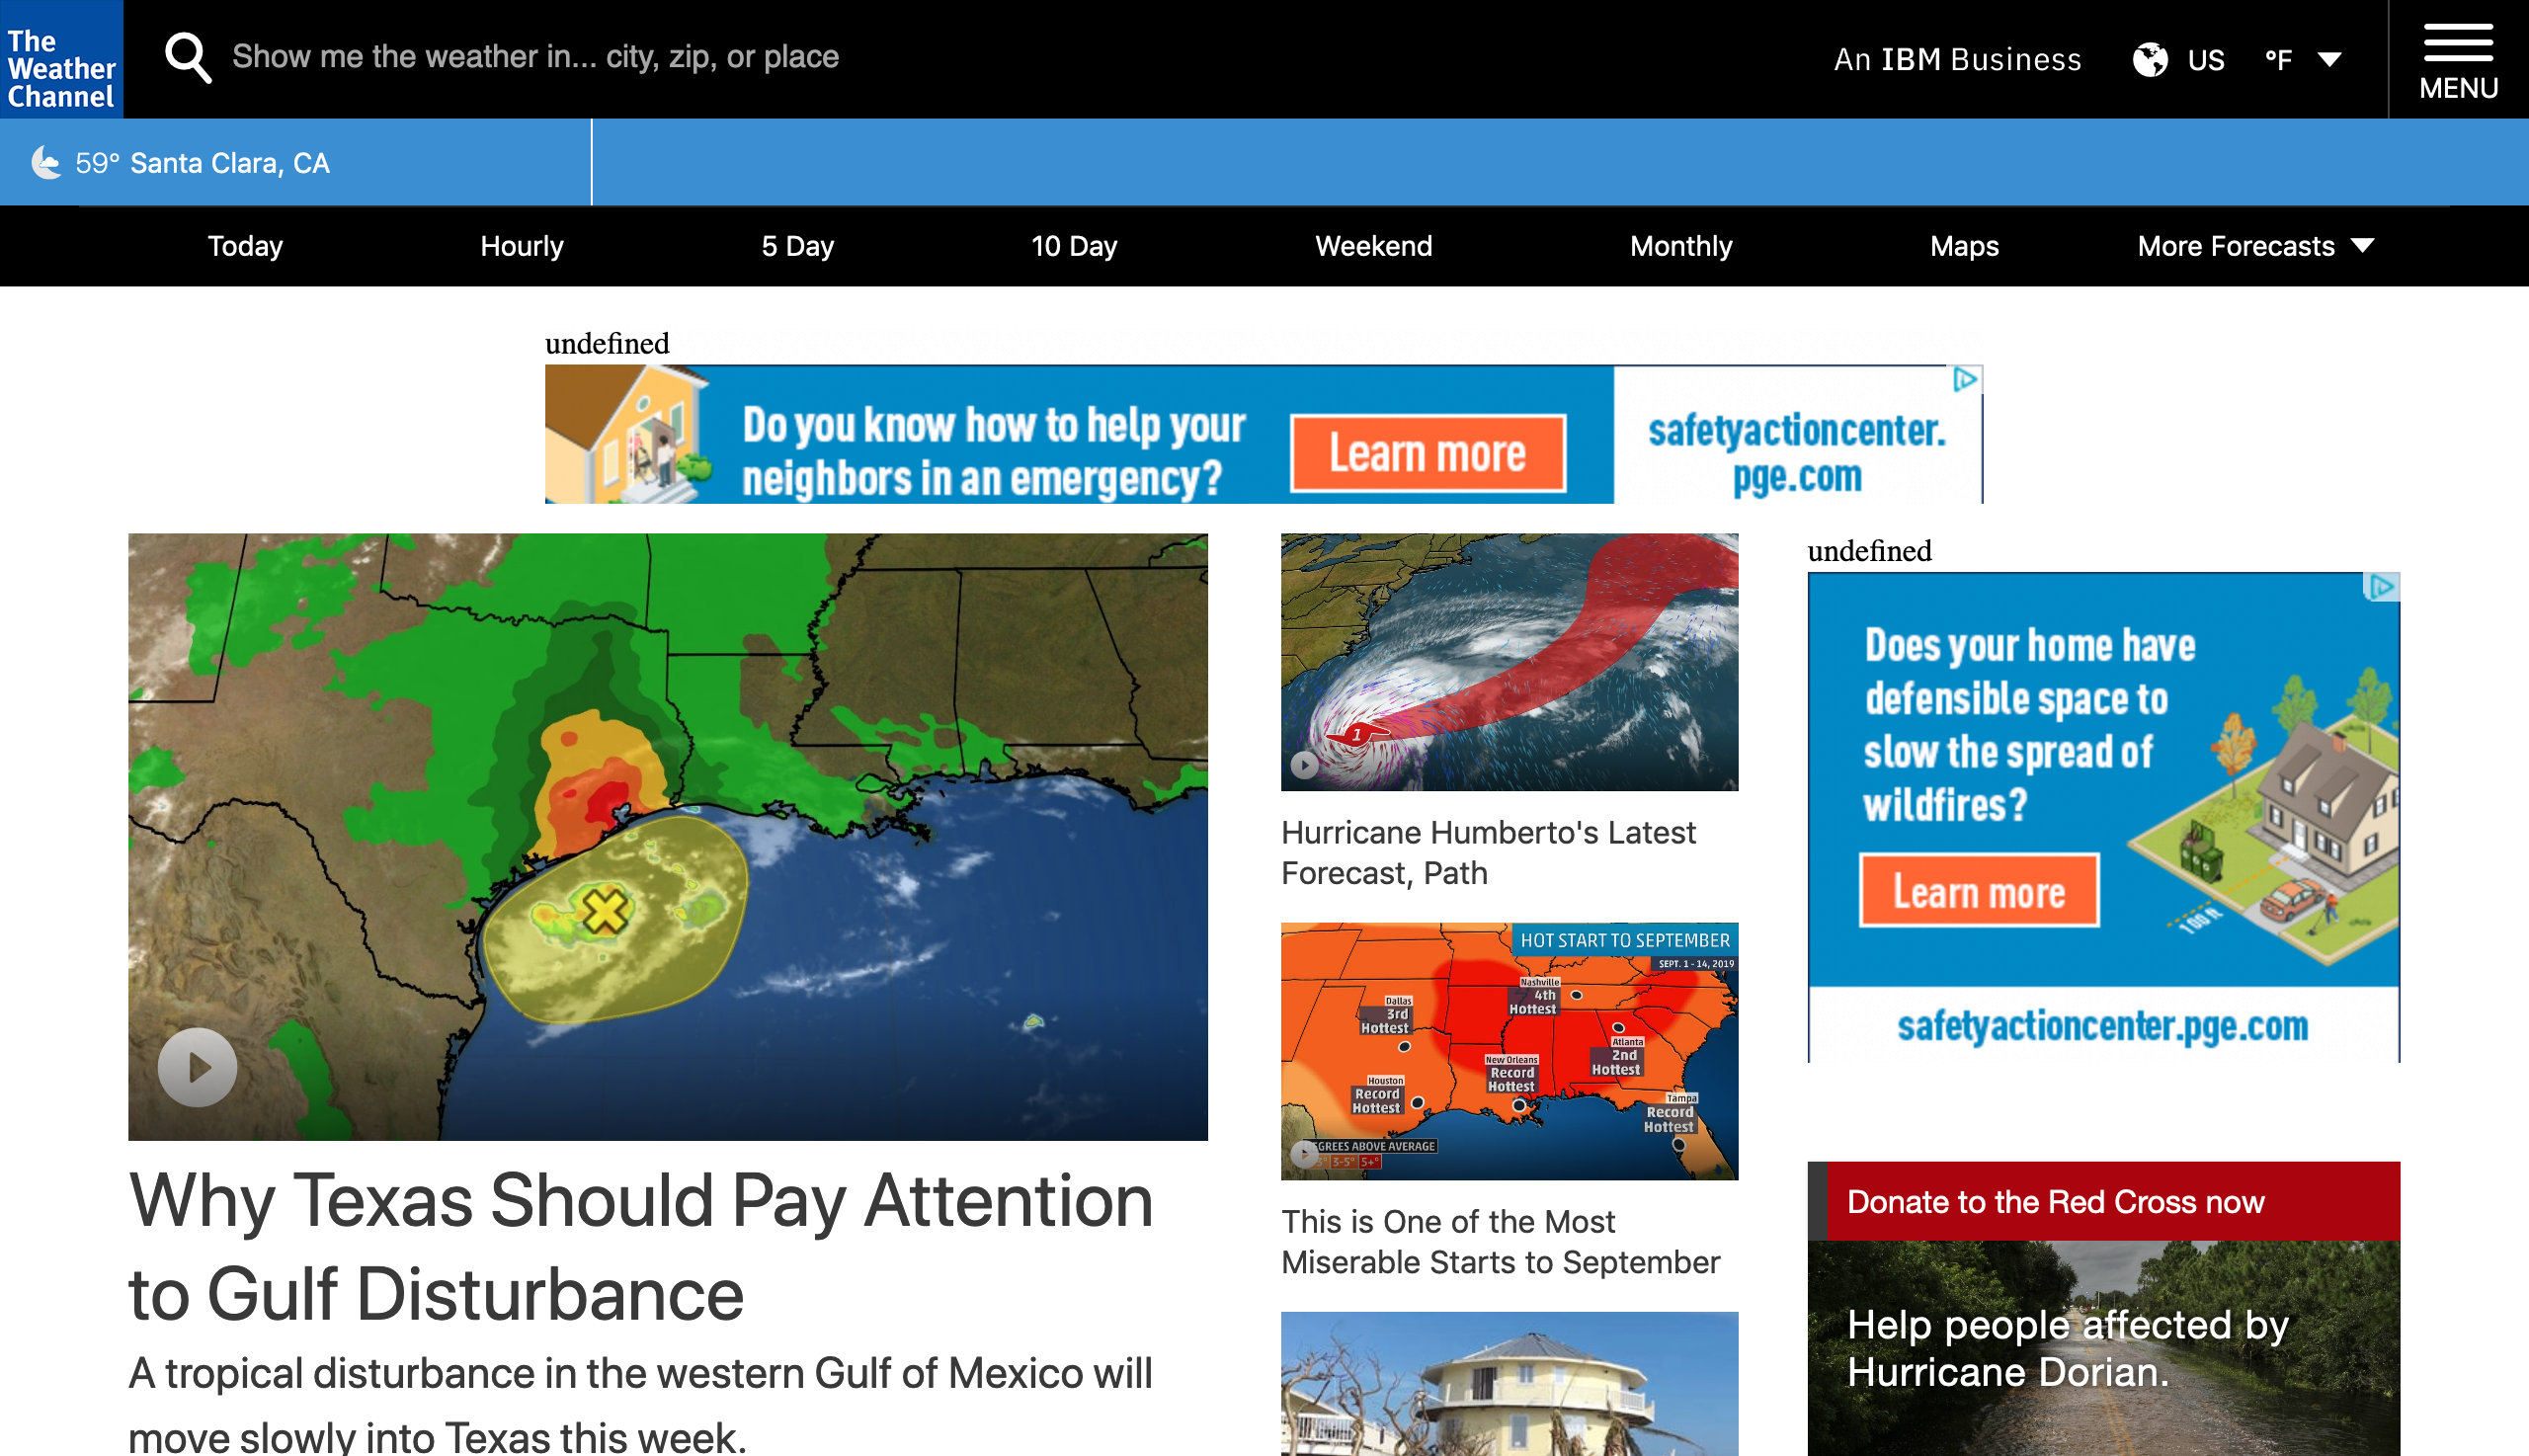 The
Weather
Channel
Show me the weather in... city, zip, or place
An IBM Business
US
°F
MENU
59° Santa Clara, CA
Today
Hourly
5 Day
10 Day
Weekend
Monthly
Maps
More Forecasts
undefined
Do you know how to help your
neighbors in an emergency?
Learn more
safetyactioncenter.
pge.com
1
Hurricane Humberto's Latest
Forecast, Path
HOT START TO SEPTEMBER
SEPT. 1 - 14, 2019
Nashville
4th
Hottest
Dallas
3rd
Hottest
Atlanta
2nd
Hottest
New Orleans
Record
Hottest
Houston
Record
Hottest
Tampa
Record
Hottest
EGREES ABOVE AVERAGE
3-5° 5+°
This is One of the Most
Miserable Starts to September
undefined
Does your home have
defensible space to
slow the spread of
wildfires?
Learn more
100 ft
safetyactioncenter.pge.com
Why Texas Should Pay Attention
to Gulf Disturbance
A tropical disturbance in the western Gulf of Mexico will
move slowly into Texas this week.
Donate to the Red Cross now
Help people affected by
Hurricane Dorian.